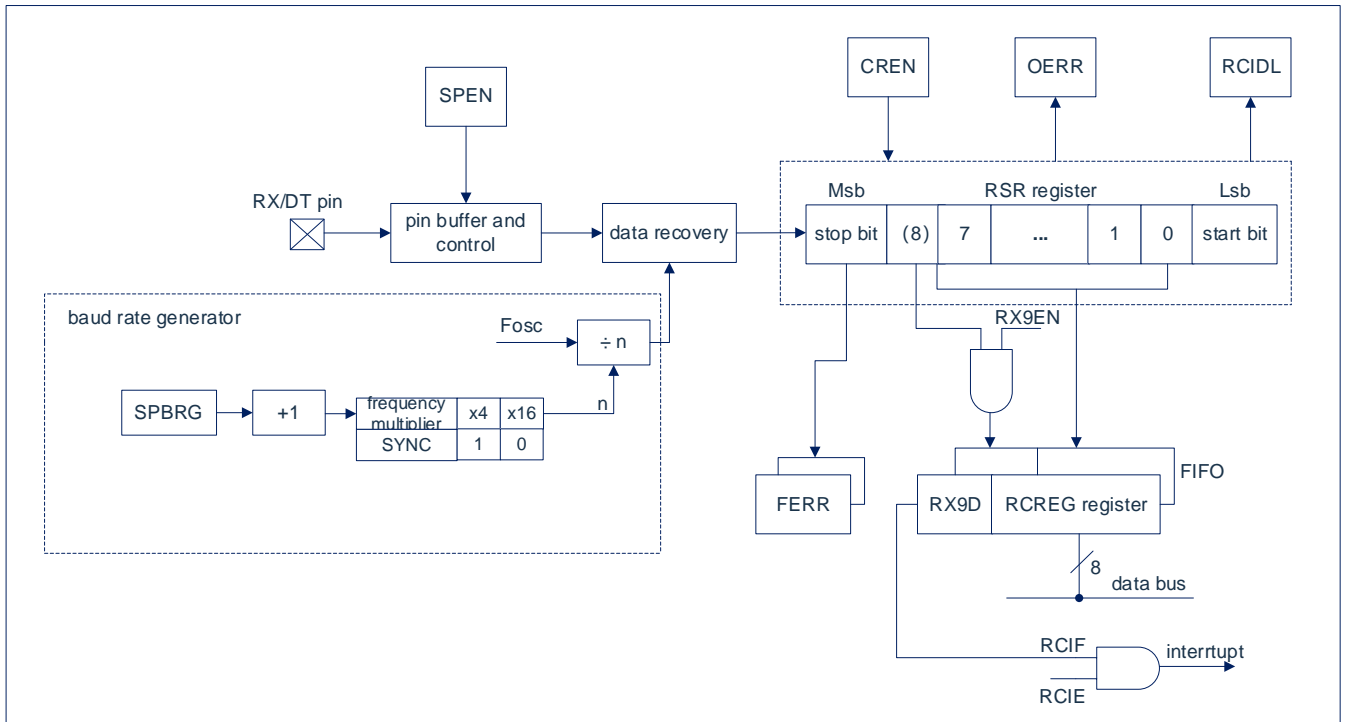 CREN
OERR
RCIDL
SPEN
Msb
RSR register
Lsb
RX/DT pin
pin buffer and
control
data recovery
stop bit
(8)
7
...
1
0
start bit
baud rate generator
Fosc
÷ n
RX9EN
SPBRG
+1
frequency
multiplier
x4
x16
n
SYNC
1
0
FIFO
FERR
RX9D
RCREG register
8
data bus
RCIF
interrtupt
RCIE